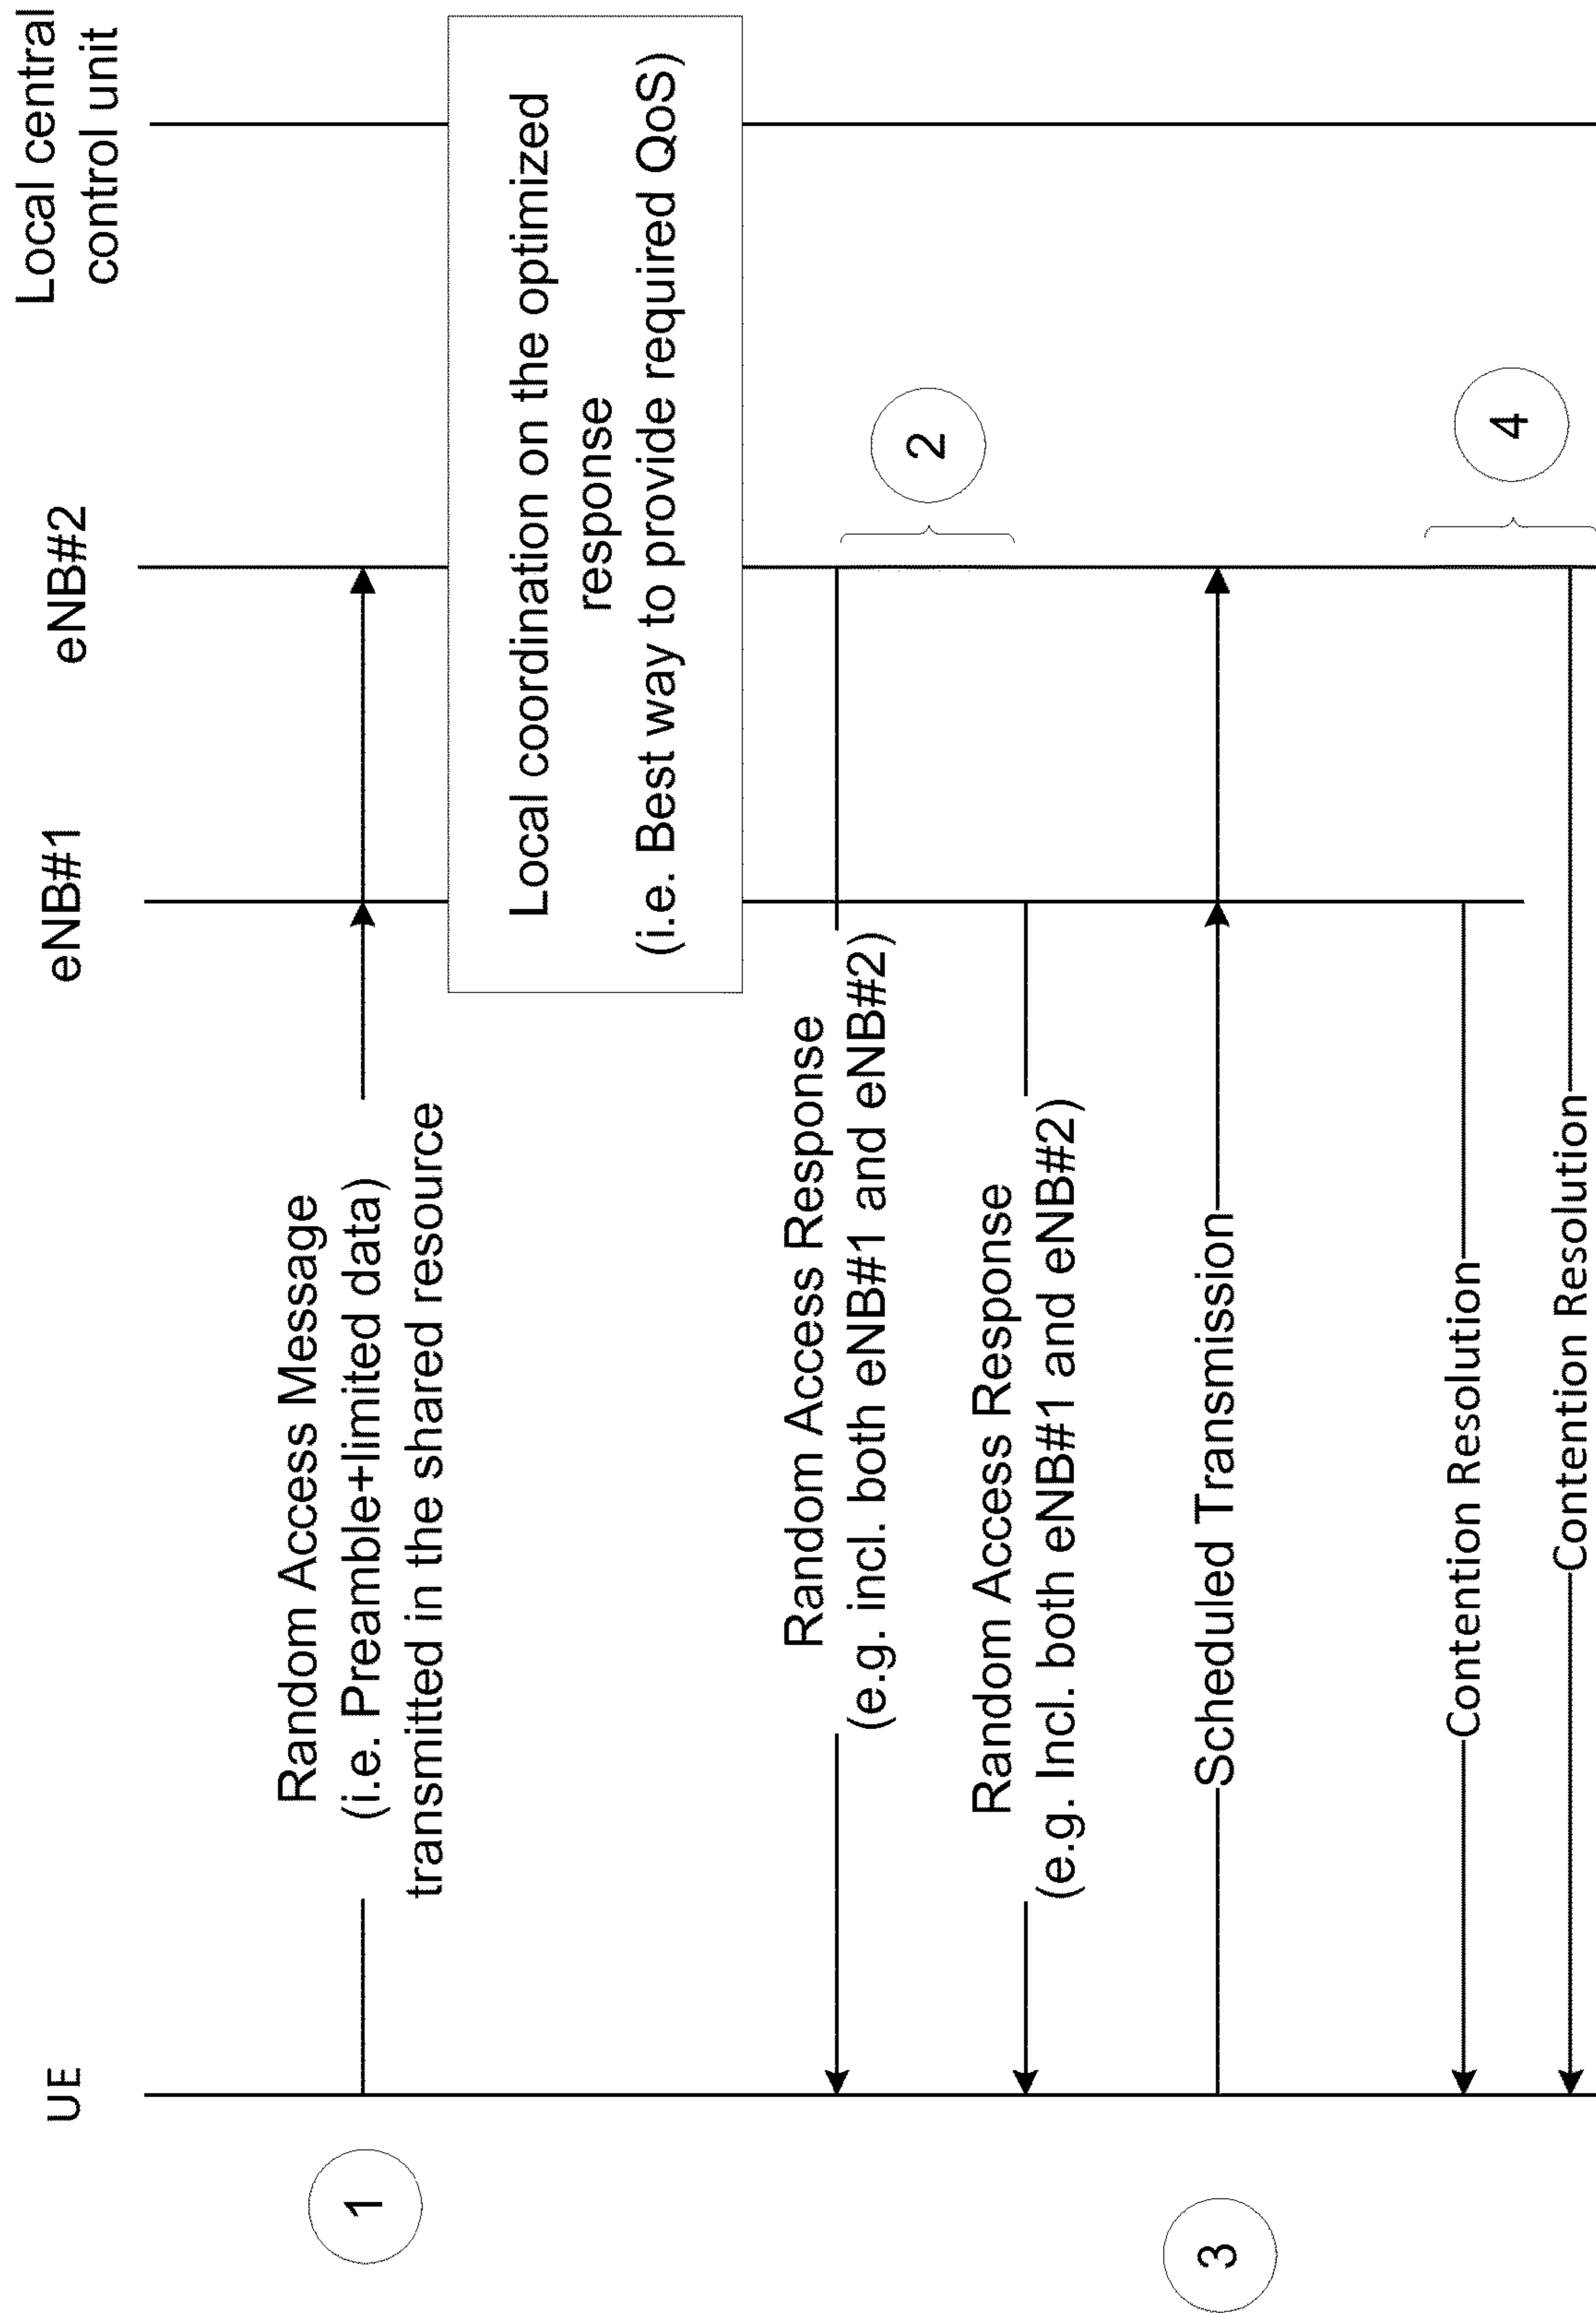 UE
eNB#1
eNB#2
Local central
control unit
1
Random Access Message
(i.e. Preamble+limited data)
transmitted in the shared resource
Local coordination on the optimized
response
(i.e. Best way to provide required QoS)
Random Access Response
(e.g. incl. both eNB#1 and eNB#2)
2
Random Access Response
(e.g. Incl. both eNB#1 and eNB#2)
3
Scheduled Transmission
Contention Resolution
4
Contention Resolution